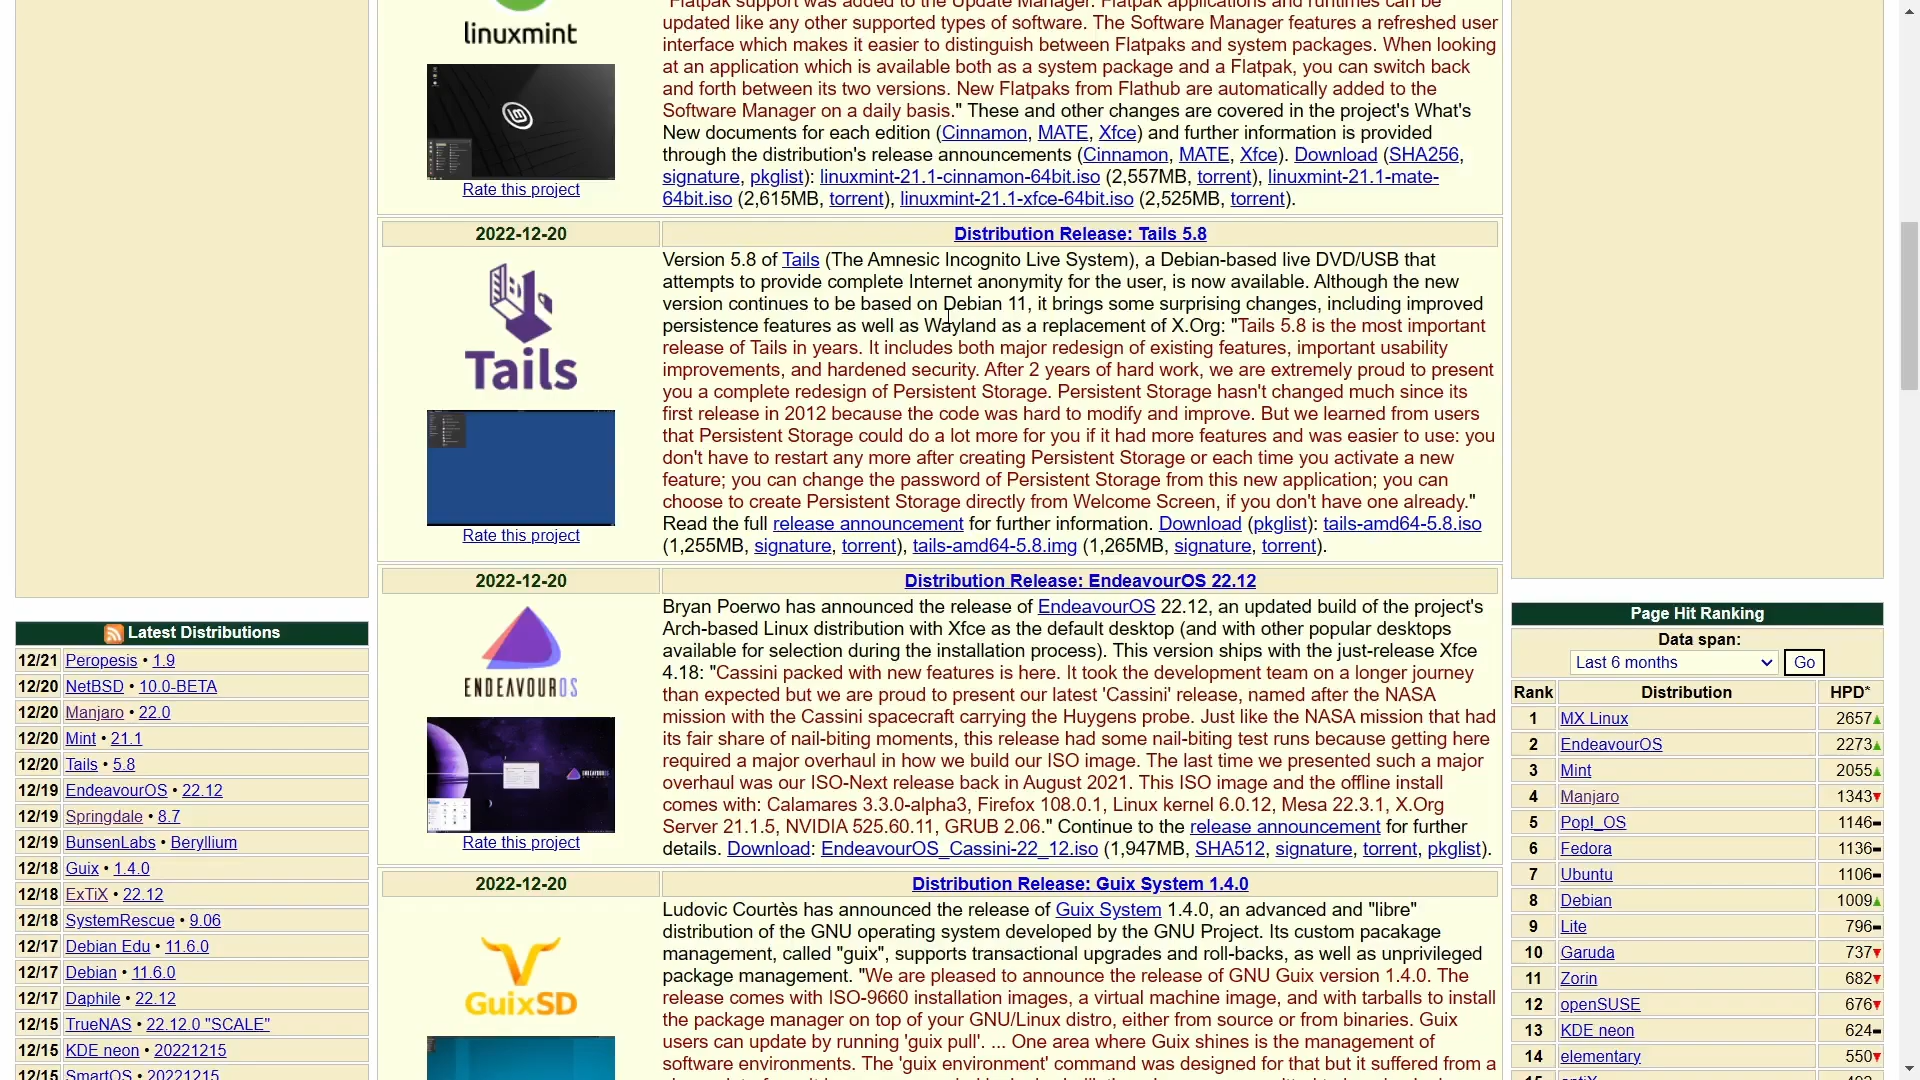 "Flatpak support was added to the Update Manager. Flatpak applications and runtimes can be
updated like any other supported types of software. The Software Manager features a refreshed user
interface which makes it easier to distinguish between Flatpaks and system packages. When looking
at an application which is available both as a system package and a Flatpak, you can switch back
and forth between its two versions. New Flatpaks from Flathub are automatically added to the
Software Manager on a daily basis." These and other changes are covered in the project's What's
New documents for each edition (Cinnamon, MATE, Xfce) and further information is provided
through the distribution's release announcements (Cinnamon, MATE, Xfce). Download (SHA256,
signature, pkglist): linuxmint-21.1-cinnamon-64bit.iso (2,557MB, torrent), linuxmint-21.1-mate-
64bit.iso (2,615MB, torrent), linuxmint-21.1-xfce-64bit.iso (2,525MB, torrent).
linuxmint
Rate this project
2022-12-20
Distribution Release: Tails 5.8
Tails
Rate this project
Version 5.8 of Tails (The Amnesic Incognito Live System), a Debian-based live DVD/USB that
attempts to provide complete Internet anonymity for the user, is now available. Although the new
version continues to be based on Debian 11, it brings some surprising changes, including improved
persistence features as well as Wayland as a replacement of X.Org: "Tails 5.8 is the most important
release of Tails in years. It includes both major redesign of existing features, important usability
improvements, and hardened security. After 2 years of hard work, we are extremely proud to present
you a complete redesign of Persistent Storage. Persistent Storage hasn't changed much since its
first release in 2012 because the code was hard to modify and improve. But we learned from users
that Persistent Storage could do a lot more for you if it had more features and was easier to use: you
don't have to restart any more after creating Persistent Storage or each time you activate a new
feature; you can change the password of Persistent Storage from this new application; you can
choose to create Persistent Storage directly from Welcome Screen, if you don't have one already."
Read the full release announcement for further information. Download (pkglist): tails-amd64-5.8.iso
(1,255MB, signature, torrent), tails-amd64-5.8.img (1,265MB, signature, torrent).
2022-12-20
Distribution Release: EndeavourOS 22.12
ENDEAVOUROS
Rate this project
Bryan Poerwo has announced the release of EndeavourOS 22.12, an updated build of the project's
Arch-based Linux distribution with Xfce as the default desktop (and with other popular desktops
available for selection during the installation process). This version ships with the just-release Xfce
4.18: "Cassini packed with new features is here. It took the development team on a longer journey
than expected but we are proud to present our latest 'Cassini' release, named after the NASA
mission with the Cassini spacecraft carrying the Huygens probe. Just like the NASA mission that had
its fair share of nail-biting moments, this release had some nail-biting test runs because getting here
required a major overhaul in how we build our ISO image. The last time we presented such a major
overhaul was our ISO-Next release back in August 2021. This ISO image and the offline install
comes with: Calamares 3.3.0-alpha3, Firefox 108.0.1, Linux kernel 6.0.12, Mesa 22.3.1, X.Org
Server 21.1.5, NVIDIA 525.60.11, GRUB 2.06." Continue to the release announcement for further
details. Download: EndeavourOS_Cassini-22_12.iso (1,947MB, SHA512, signature, torrent, pkglist).
2022-12-20
Distribution Release: Guix System 1.4.0
GuixSD
Ludovic Courtès has announced the release of Guix System 1.4.0, an advanced and "libre"
distribution of the GNU operating system developed by the GNU Project. Its custom pacakage
management, called "guix", supports transactional upgrades and roll-backs, as well as unprivileged
package management. "We are pleased to announce the release of GNU Guix version 1.4.0. The
release comes with ISO-9660 installation images, a virtual machine image, and with tarballs to install
the package manager on top of your GNU/Linux distro, either from source or from binaries. Guix
users can update by running 'guix pull'. ... One area where Guix shines is the management of
software environments. The 'guix environment' command was designed for that but it suffered from a
Latest Distributions
12/21 Peropesis • 1.9
12/20 NetBSD • 10.0-BETA
12/20 Manjaro • 22.0
12/20 Mint • 21.1
12/20 Tails • 5.8
12/19 EndeavourOS • 22.12
12/19 Springdale • 8.7
12/19 BunsenLabs • Beryllium
12/18 Guix • 1.4.0
12/18 ExTiX • 22.12
12/18 SystemRescue • 9.06
12/17 Debian Edu • 11.6.0
12/17 Debian • 11.6.0
12/17 Daphile • 22.12
12/15 TrueNAS • 22.12.0 "SCALE"
12/15 KDE neon • 20221215
12/15 SmartOS • 20221215
Page Hit Ranking
Data span:
Last 6 months Go
Rank Distribution HPD*
1 MX Linux 2657
2 EndeavourOS 2273
3 Mint 2055
4 Manjaro 1343
5 Pop!_OS 1146
6 Fedora 1136
7 Ubuntu 1106
8 Debian 1009
9 Lite 796
10 Garuda 737
11 Zorin 682
12 openSUSE 676
13 KDE neon 624
14 elementary 550